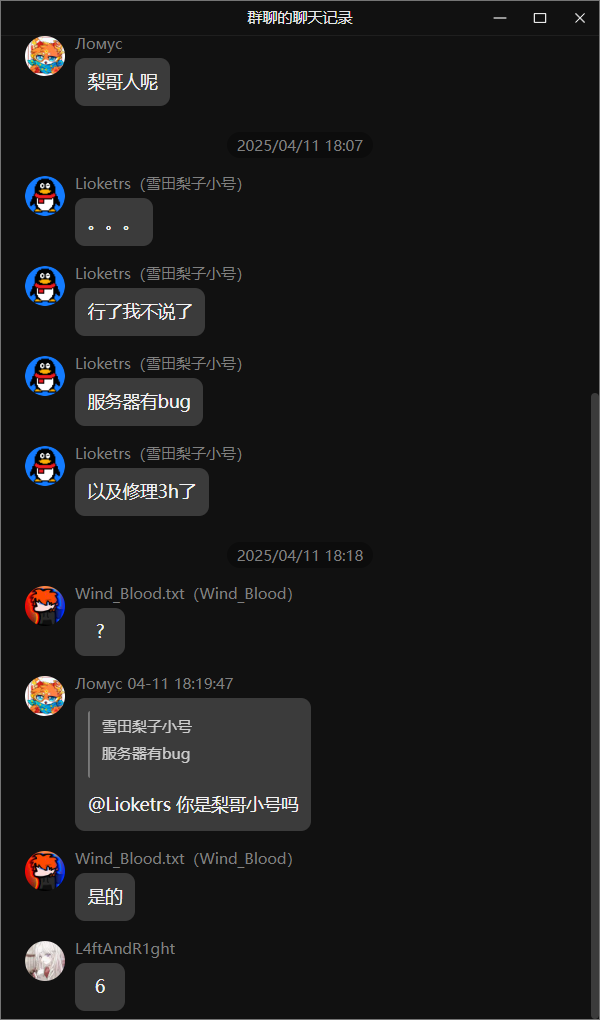 群聊的聊天记录
Ломус
梨哥人呢
2025/04/11 18:07
Lioketrs（雪田梨子小号）
。。。
Lioketrs（雪田梨子小号）
行了我不说了
Lioketrs（雪田梨子小号）
服务器有bug
Lioketrs（雪田梨子小号）
以及修理3h了
2025/04/11 18:18
Wind_Blood.txt（Wind_Blood）
?
Ломус 04-11 18:19:47
雪田梨子小号
服务器有bug
@Lioketrs 你是梨哥小号吗
Wind_Blood.txt（Wind_Blood）
是的
L4ftAndR1ght
6